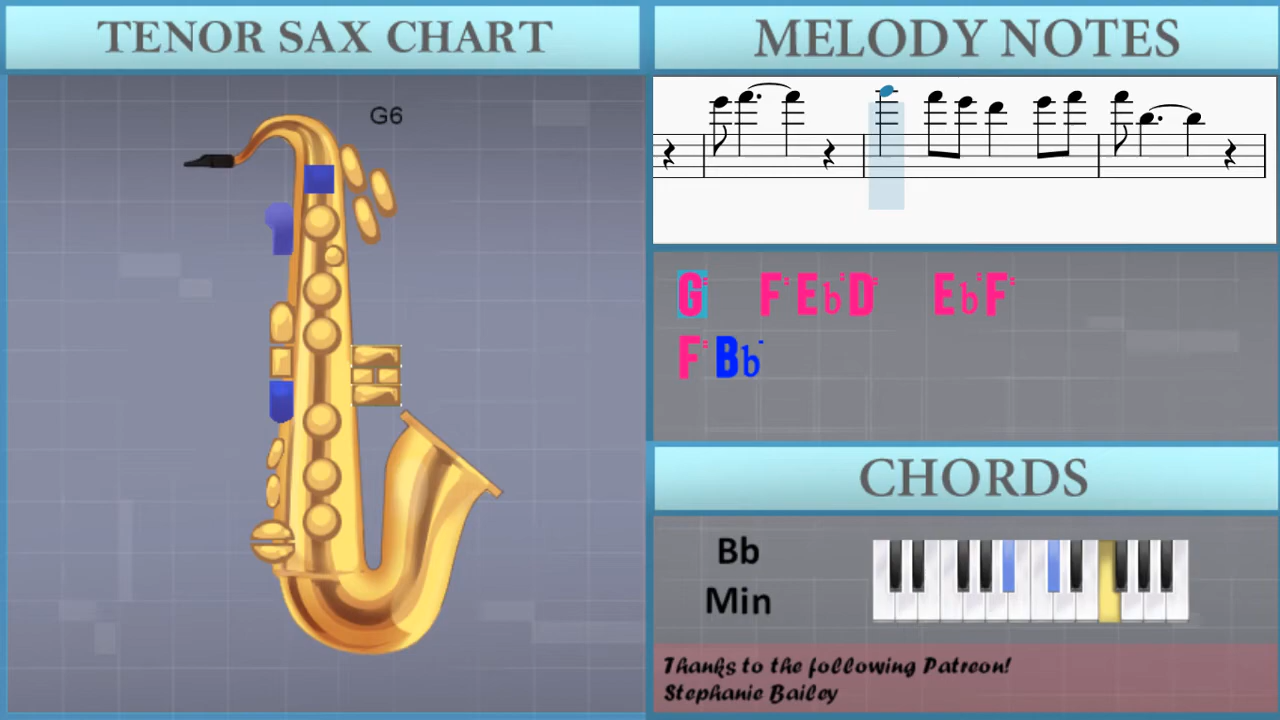 TENOR SAX CHART
G6
MELODY NOTES
G" F" Eb" D" Eb" F"
F" Bb'
CHORDS
Bb
Min
Thanks to the following Patreon!
Stephanie Bailey